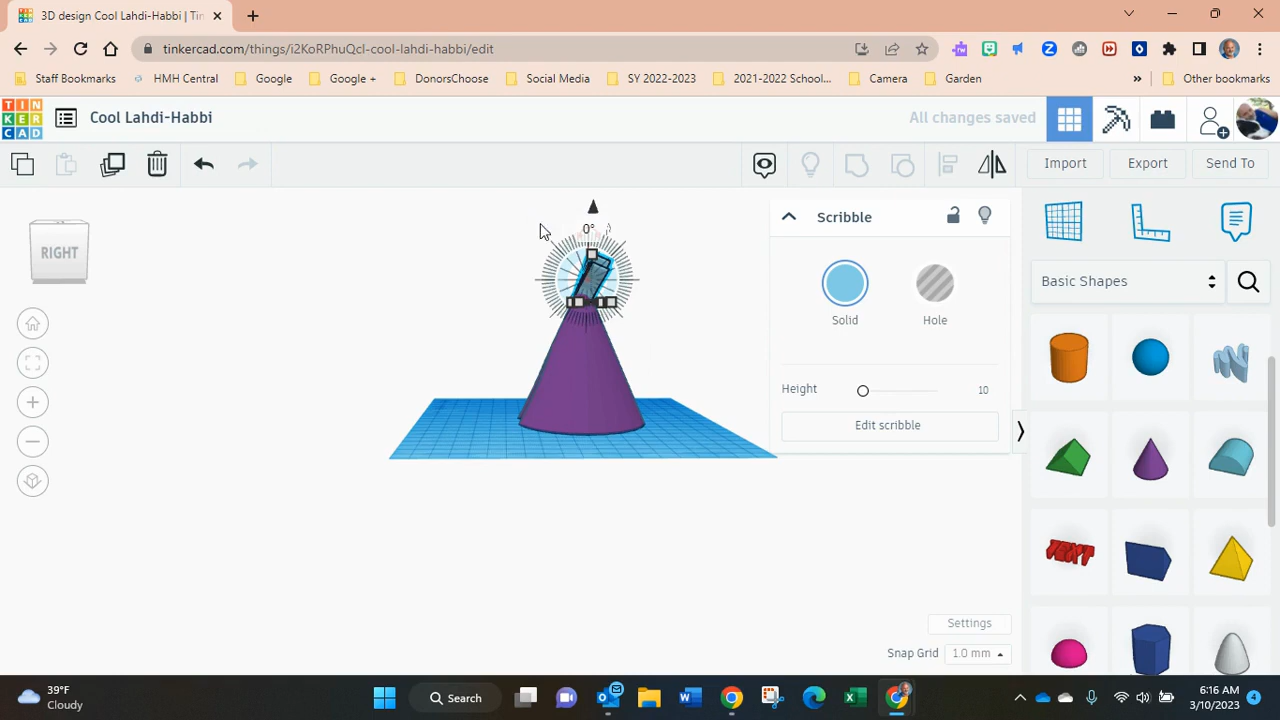 3D design Cool Lahdi-Habbi | Tin
tinkercad.com/things/i2KoRPhuQcl-cool-lahdi-habbi/edit
Staff Bookmarks HMH Central Google Google + DonorsChoose Social Media SY 2022-2023 2021-2022 School... Camera Garden » Other bookmarks
TIN
KER
CAD
Cool Lahdi-Habbi
All changes saved
Import Export Send To
RIGHT
0°
Scribble
Solid Hole
Height 10
Edit scribble
Basic Shapes
TEXT
Settings
Snap Grid 1.0 mm
39°F
Cloudy
Search
6:16 AM
3/10/2023
4